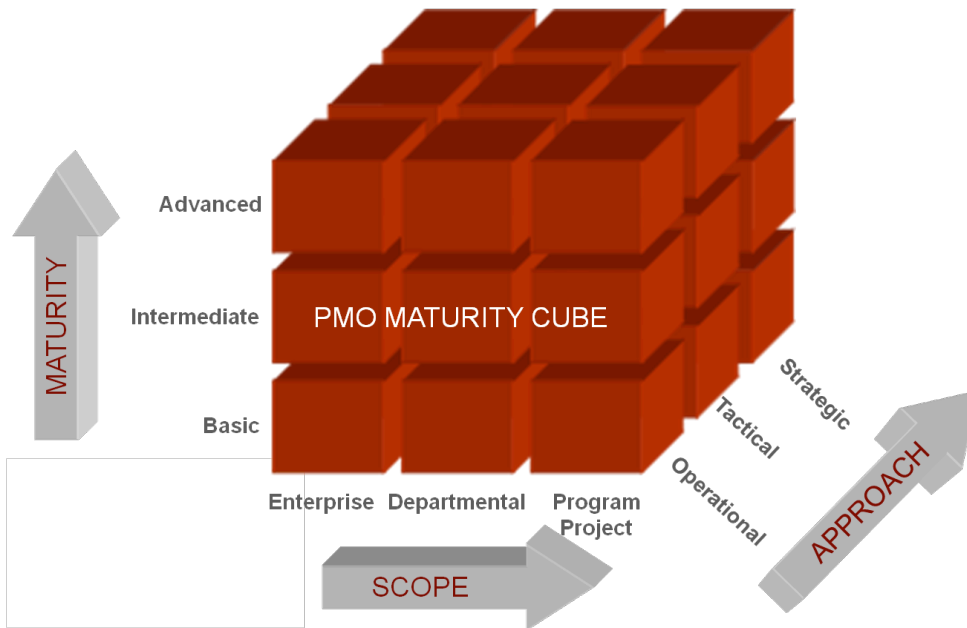 Advanced
MATURITY
Intermediate
PMO MATURITY CUBE
Basic
Strategic
Tactical
Operational
Enterprise
Departmental
Program
Project
APPROACH
SCOPE